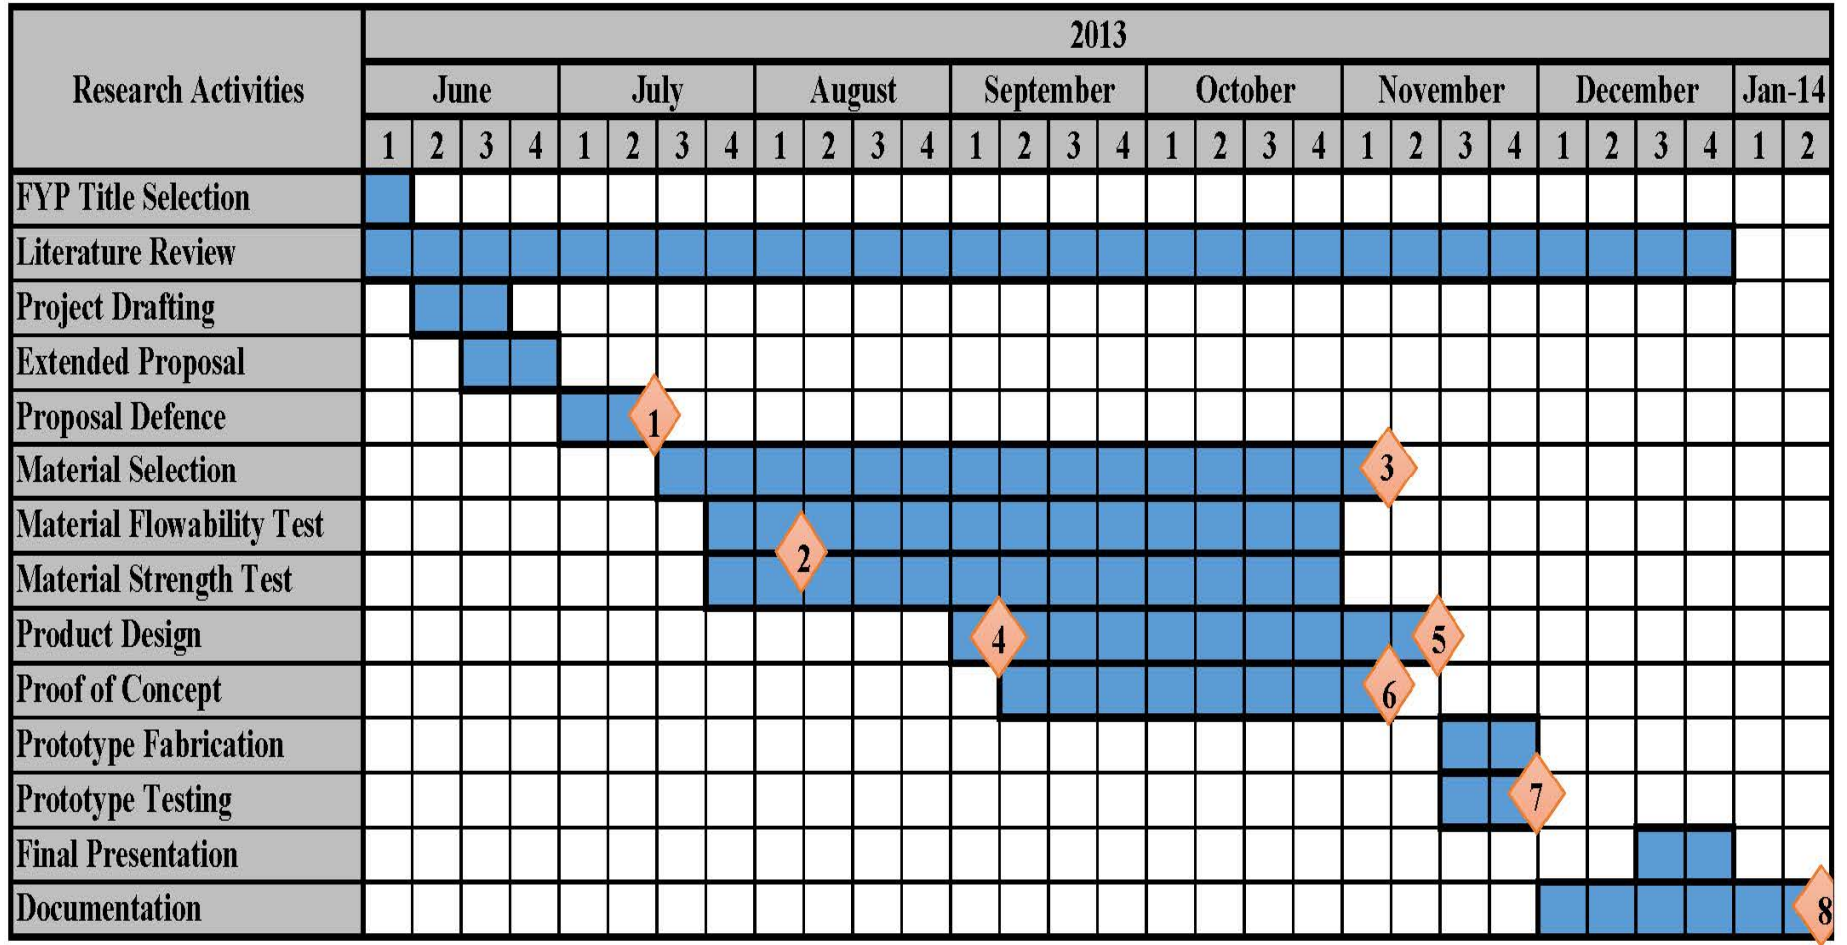 2013
Research Activities
June July August September October November December Jan-14
1 2 3 4 1 2 3 4 1 2 3 4 1 2 3 4 1 2 3 4 1 2 3 4 1 2 3 4 1 2
FYP Title Selection
Literature Review
Project Drafting
Extended Proposal
Proposal Defence 1
Material Selection 3
Material Flowability Test
2
Material Strength Test
Product Design 4 5
Proof of Concept 6
Prototype Fabrication
Prototype Testing 7
Final Presentation
Documentation 8